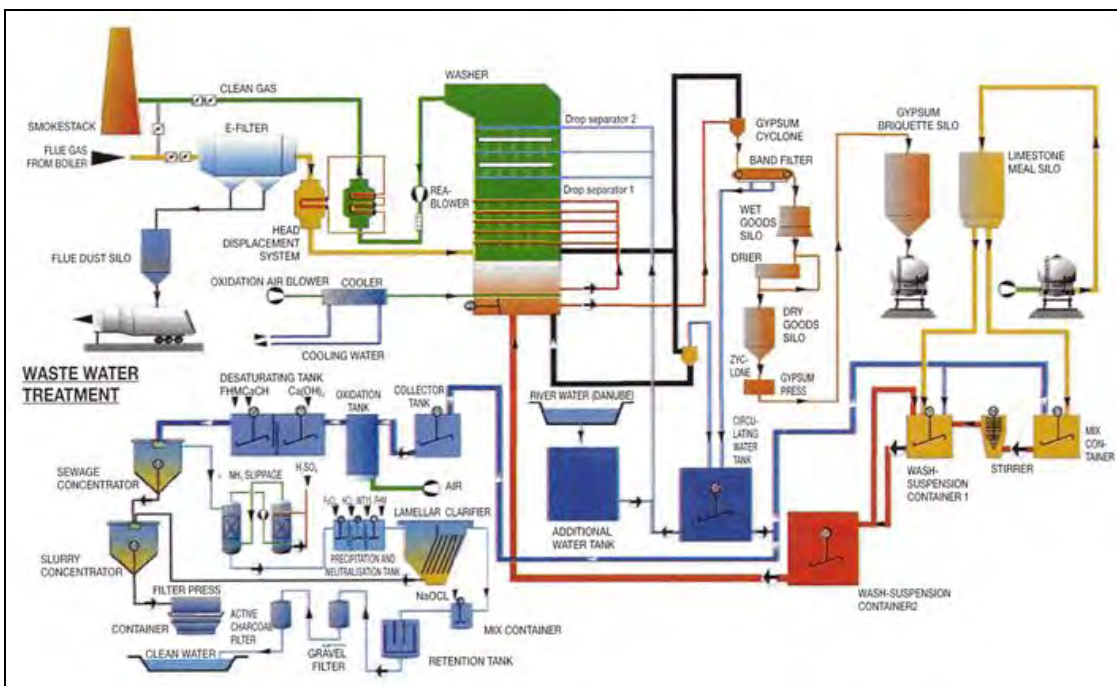 WASHER
CLEAN GAS
SMOKESTACK
E-FILTER
FLUE GAS
FROM BOILER
Drop separator 2
GYPSUM
CYCLONE
GYPSUM
BRIQUETTE SILO
LIMESTONE
MEAL SILO
BAND FILTER
REA-
BLOWER
Drop separator 1
WET
GOODS
SILO
HEAD
DISPLACEMENT
SYSTEM
FLUE DUST SILO
DRIER
OXIDATION AIR BLOWER
COOLER
DRY
GOODS
SILO
COOLING WATER
ZYC-
LONE
GYPSUM
PRESS
WASTE WATER
TREATMENT
DESATURATING TANK
FHMCaCH
Ca(OH)₂
OXIDATION
TANK
COLLECTOR
TANK
RIVER WATER (DANUBE)
CIRCU-
LATING
WATER
TANK
MIX
CON-
TAINER
STIRRER
WASH-
SUSPENSION
CONTAINER 1
SEWAGE
CONCENTRATOR
NH₃ SLIPPAGE
H₂SO₄
AIR
LAMELLAR CLARIFIER
ADDITIONAL
WATER TANK
PRECIPITATION AND
NEUTRALISATION TANK
SLURRY
CONCENTRATOR
WASH-SUSPENSION
CONTAINER2
FILTER PRESS
NaOCL
CONTAINER
ACTIVE
CHARCOAL
FILTER
MIX CONTAINER
CLEAN WATER
GRAVEL
FILTER
RETENTION TANK